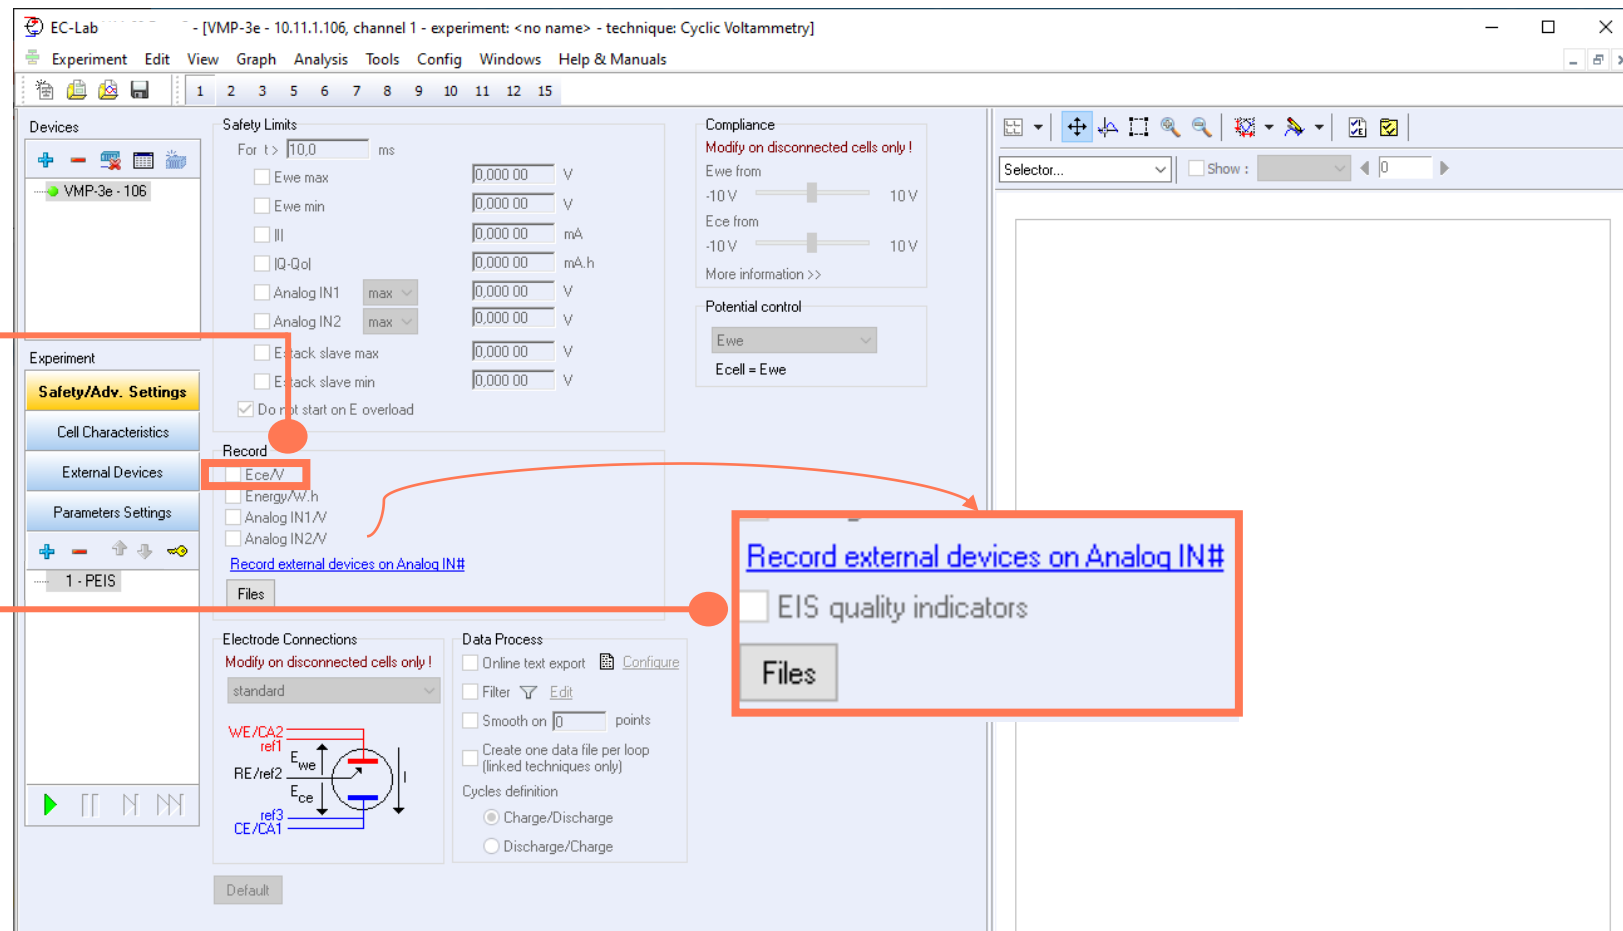 EC-Lab - [VMP-3e - 10.11.1.106, channel 1 - experiment: <no name> - technique: Cyclic Voltammetry]
Experiment Edit View Graph Analysis Tools Config Windows Help & Manuals
1 2 3 5 6 7 8 9 10 11 12 15
Devices
VMP-3e - 106
Experiment
Safety/Adv. Settings
Cell Characteristics
External Devices
Parameters Settings
1 - PEIS
Safety Limits
For t > 10,0 ms
Ewe max 0,000 00 V
Ewe min 0,000 00 V
|I| 0,000 00 mA
|Q-Qo| 0,000 00 mA.h
Analog IN1 max 0,000 00 V
Analog IN2 max 0,000 00 V
Estack slave max 0,000 00 V
Estack slave min 0,000 00 V
Do not start on E overload
Compliance
Modify on disconnected cells only !
Ewe from
-10 V 10 V
Ece from
-10 V 10 V
More information >>
Potential control
Ewe
Ecell = Ewe
Record
Ece/V
Energy/W.h
Analog IN1/V
Analog IN2/V
Record external devices on Analog IN#
Files
Record external devices on Analog IN#
EIS quality indicators
Files
Electrode Connections
Modify on disconnected cells only !
standard
WE/CA2
ref1
Ewe
RE/ref2
I
Ece
ref3
CE/CA1
Data Process
Online text export Configure
Filter Edit
Smooth on 0 points
Create one data file per loop
(linked techniques only)
Cycles definition
Charge/Discharge
Discharge/Charge
Default
Selector... Show : 0